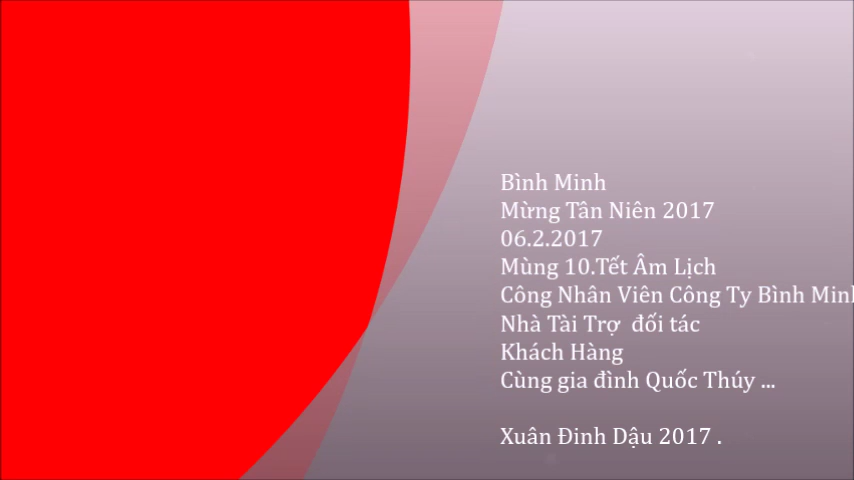 Bình Minh
Mừng Tân Niên 2017
06.2.2017
Mùng 10.Tết Âm Lịch
Công Nhân Viên Công Ty Bình Minh
Nhà Tài Trợ  đối tác
Khách Hàng
Cùng gia đình Quốc Thúy ...
Xuân Đinh Dậu 2017 .